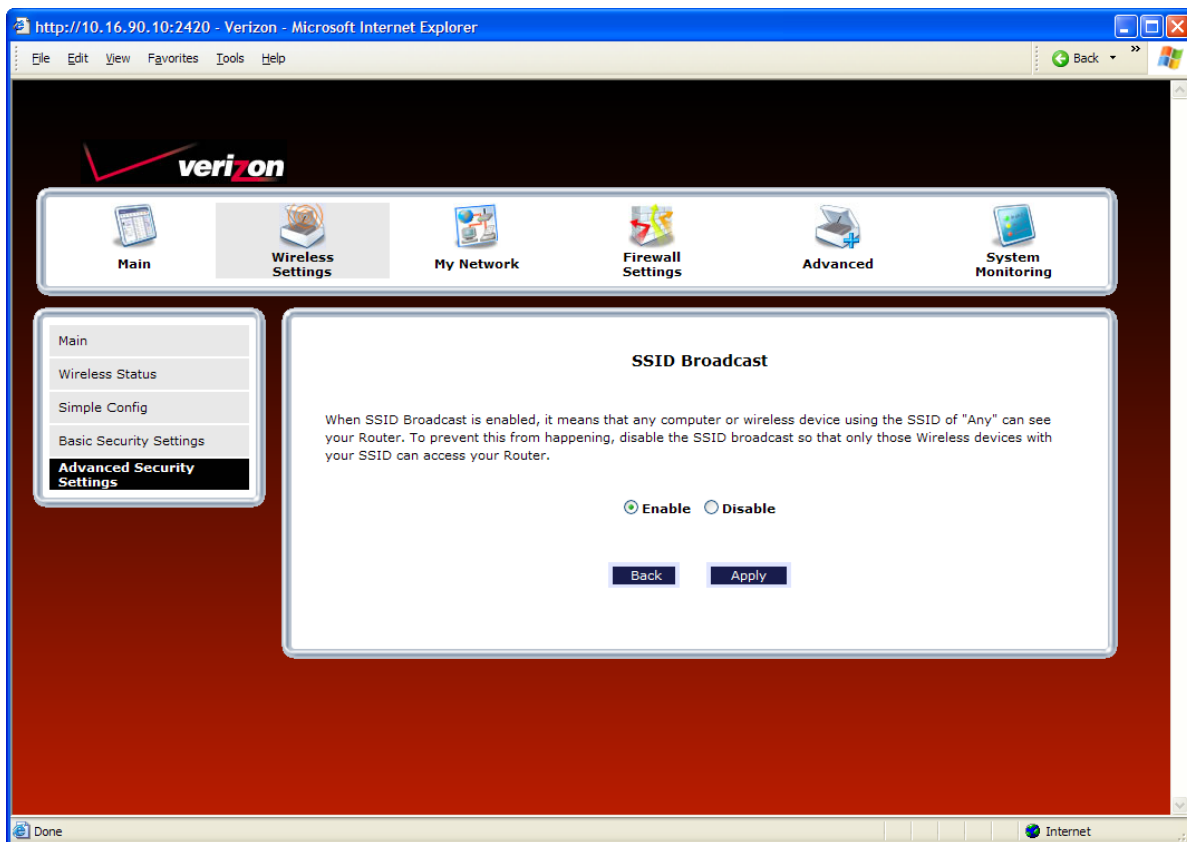 http://10.16.90.10:2420 - Verizon - Microsoft Internet Explorer
File Edit View Favorites Tools Help
Back »
verizon
Main
Wireless
Settings
My Network
Firewall
Settings
Advanced
System
Monitoring
Main
Wireless Status
Simple Config
Basic Security Settings
Advanced Security
Settings
SSID Broadcast
When SSID Broadcast is enabled, it means that any computer or wireless device using the SSID of "Any" can see
your Router. To prevent this from happening, disable the SSID broadcast so that only those Wireless devices with
your SSID can access your Router.
Enable Disable
Back Apply
Done
Internet